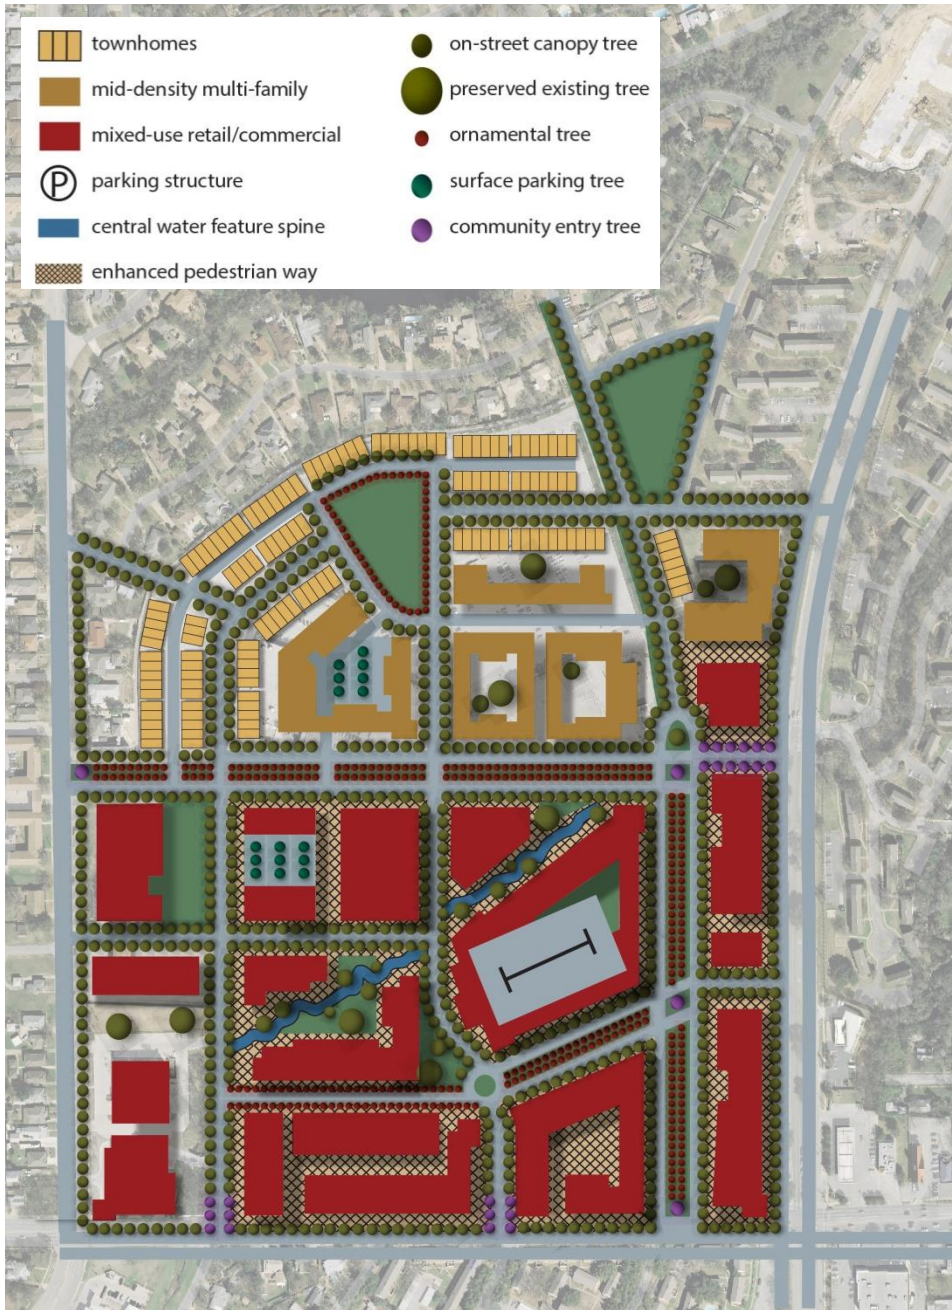 townhomes
mid-density multi-family
mixed-use retail/commercial
P
parking structure
central water feature spine
enhanced pedestrian way
on-street canopy tree
preserved existing tree
ornamental tree
surface parking tree
community entry tree